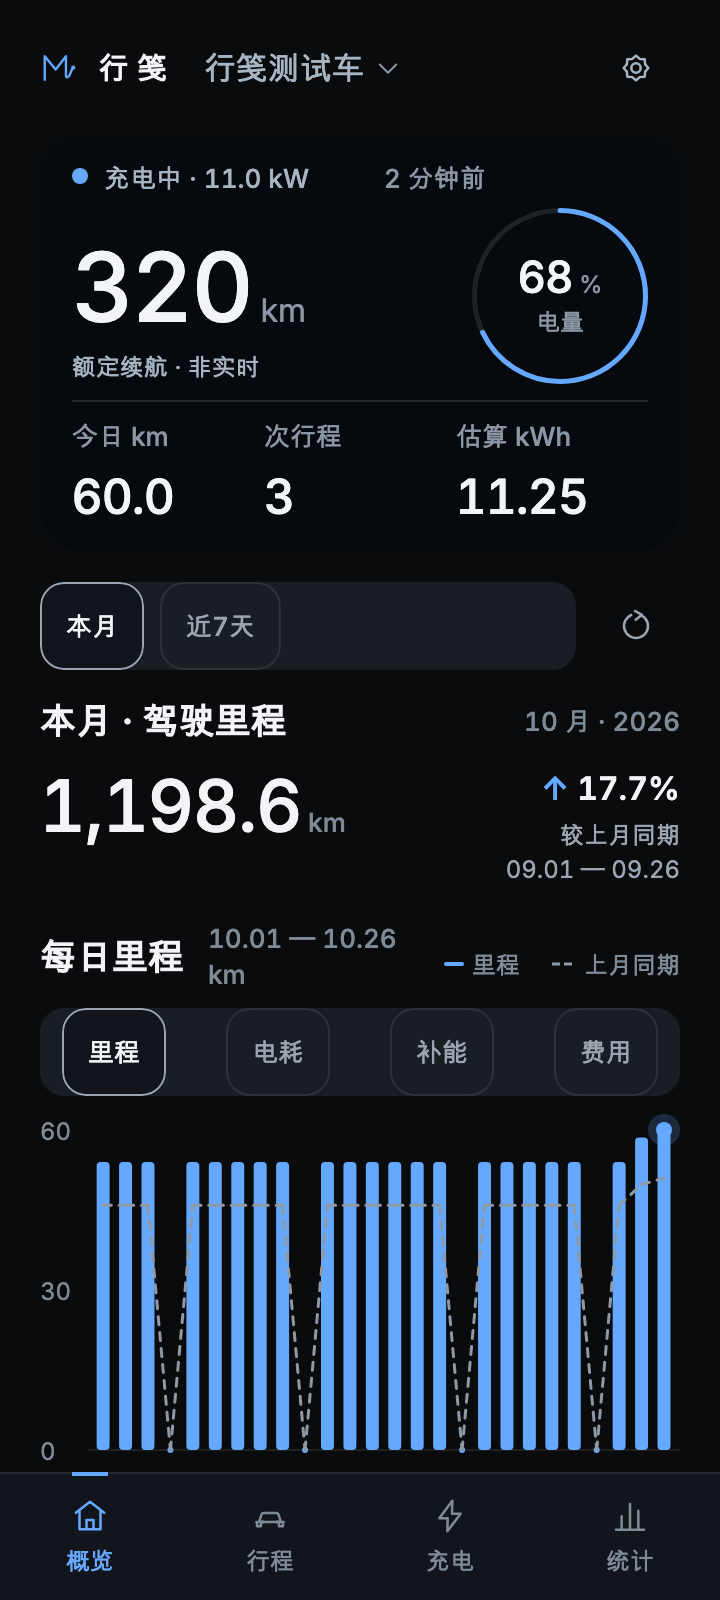 行笺 行笺测试车
充电中 · 11.0 kW 2 分钟前
320 km
68 %
电量
额定续航 · 非实时
今日 km 次行程 估算 kWh
60.0 3 11.25
本月 近7天
本月 · 驾驶里程 10 月 · 2026
1,198.6 km
↑ 17.7%
较上月同期
09.01 — 09.26
每日里程 10.01 — 10.26 km
里程 上月同期
里程 电耗 补能 费用
60
30
0
概览 行程 充电 统计